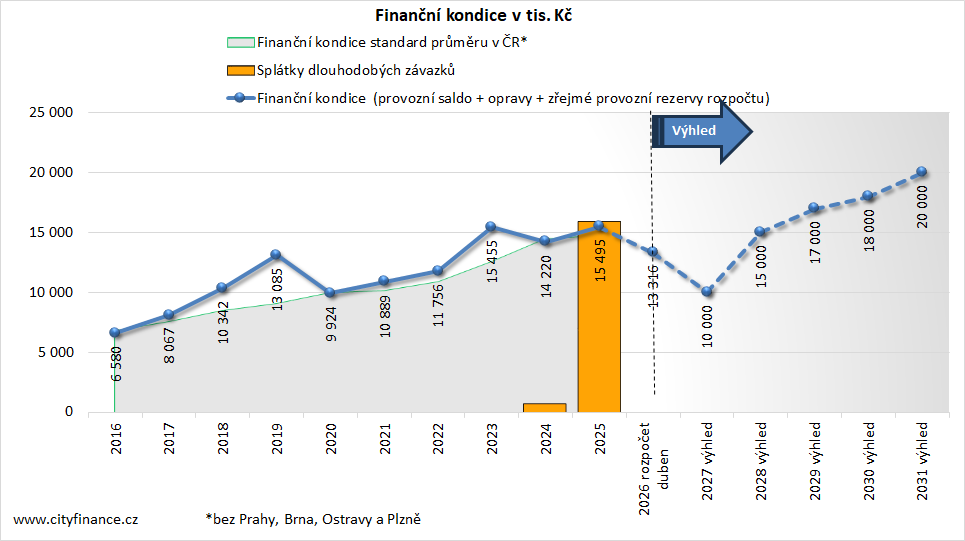 Finanční kondice v tis. Kč
Finanční kondice standard průměru v ČR*
Splátky dlouhodobých závazků
Finanční kondice (provozní saldo + opravy + zřejmé provozní rezervy rozpočtu)
25 000
20 000
15 000
10 000
5 000
0
Výhled
6 580
8 067
10 342
13 085
9 924
10 889
11 756
15 455
14 220
15 495
13 316
10 000
15 000
17 000
18 000
20 000
2016
2017
2018
2019
2020
2021
2022
2023
2024
2025
2026 rozpočet
duben
2027 výhled
2028 výhled
2029 výhled
2030 výhled
2031 výhled
www.cityfinance.cz
*bez Prahy, Brna, Ostravy a Plzně